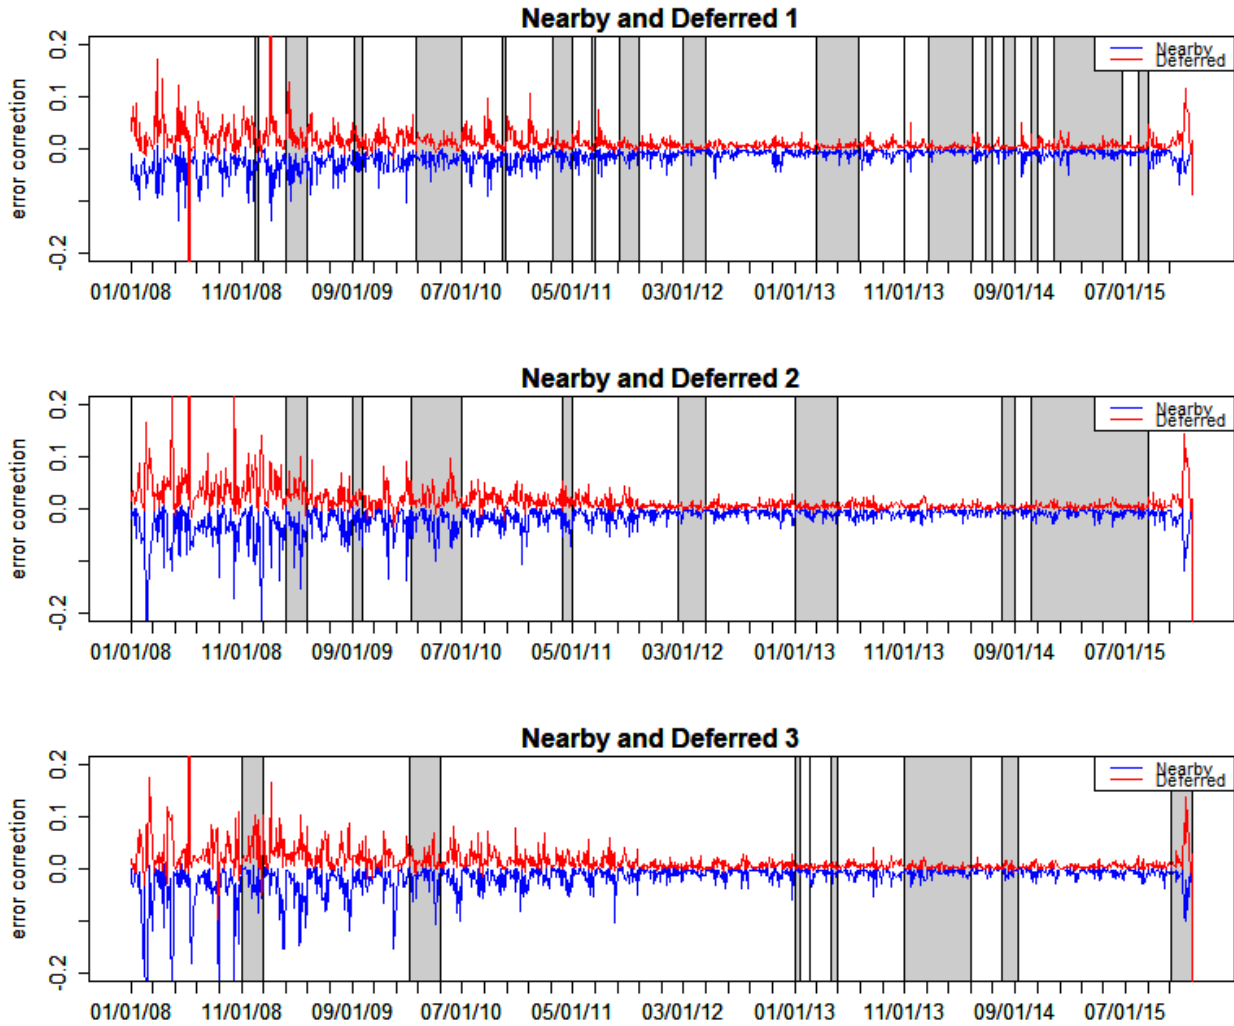 Nearby and Deferred 1
error correction
0.2
0.1
0.0
-0.2
Nearby
Deferred
01/01/08 11/01/08 09/01/09 07/01/10 05/01/11 03/01/12 01/01/13 11/01/13 09/01/14 07/01/15
Nearby and Deferred 2
error correction
0.2
0.1
0.0
-0.2
Nearby
Deferred
01/01/08 11/01/08 09/01/09 07/01/10 05/01/11 03/01/12 01/01/13 11/01/13 09/01/14 07/01/15
Nearby and Deferred 3
error correction
0.2
0.1
0.0
-0.2
Nearby
Deferred
01/01/08 11/01/08 09/01/09 07/01/10 05/01/11 03/01/12 01/01/13 11/01/13 09/01/14 07/01/15